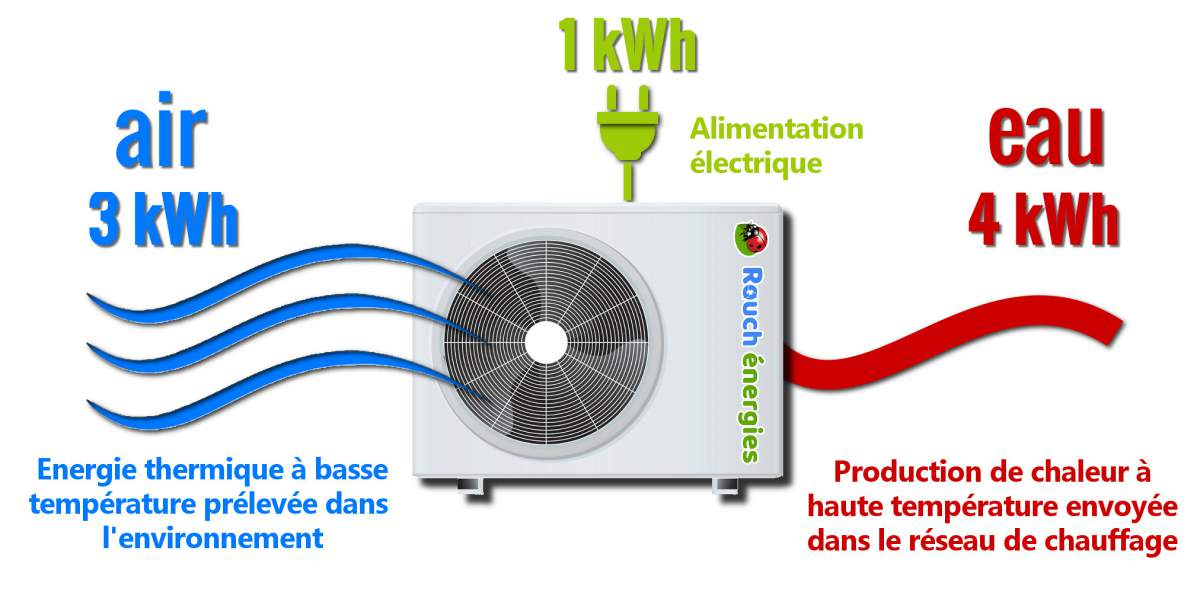 1 kWh
Alimentation
électrique
air
3 kWh
eau
4 kWh
Rouch énergies
Energie thermique à basse
température prélevée dans
l'environnement
Production de chaleur à
haute température envoyée
dans le réseau de chauffage